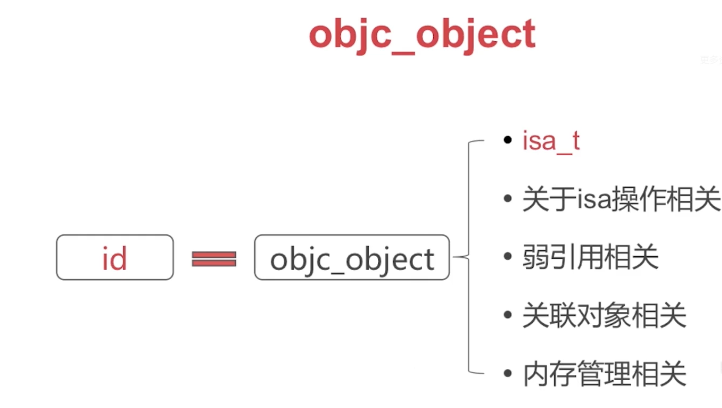 objc_object
isa_t
关于isa操作相关
id
objc_object
弱引用相关
关联对象相关
内存管理相关